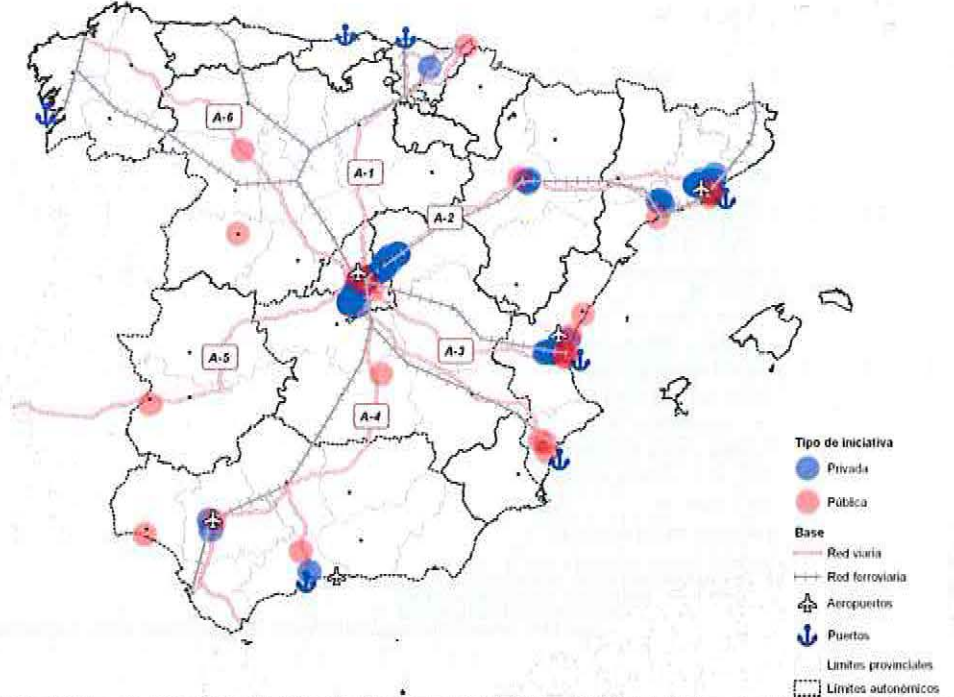 A-6
A-1
A-2
A-5
A-3
A-4
Tipo de iniciativa
Privada
Pública
Base
Red viaria
Red ferroviaria
Aeropuertos
Puertos
Límites provinciales
Límites autonómicos